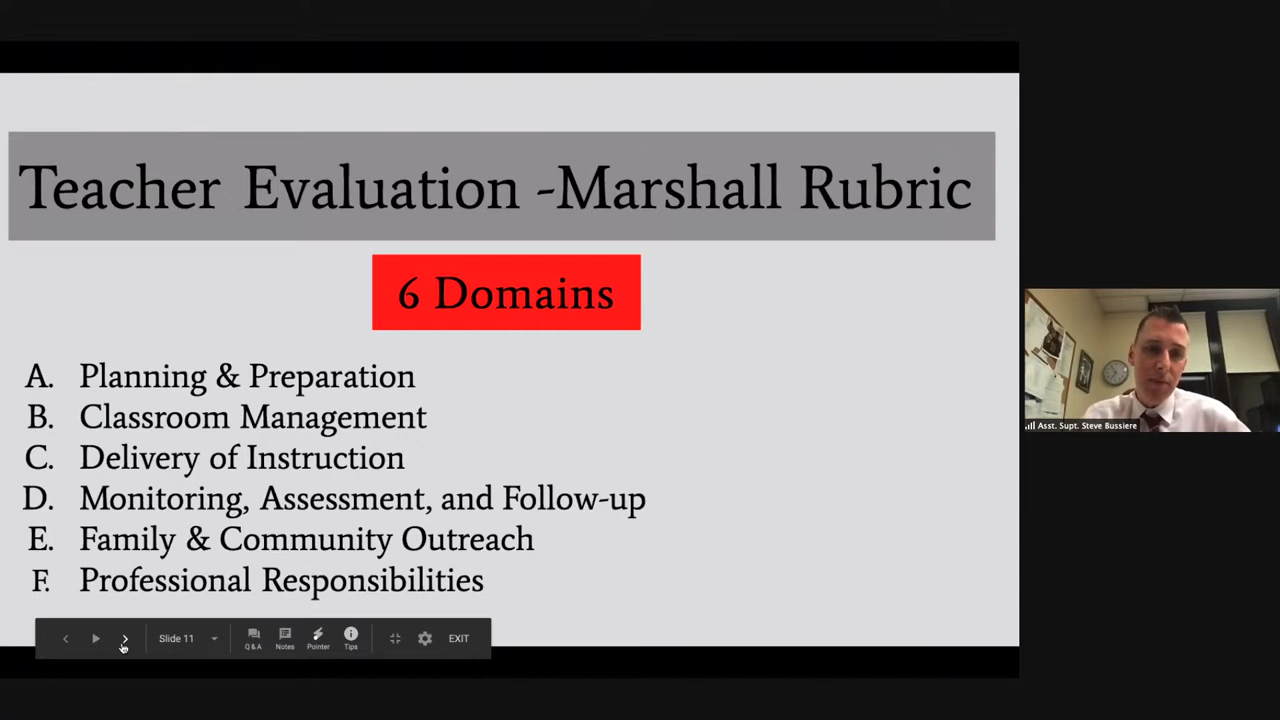 Teacher Evaluation -Marshall Rubric
6 Domains
A. Planning & Preparation
B. Classroom Management
C. Delivery of Instruction
D. Monitoring, Assessment, and Follow-up
E. Family & Community Outreach
F. Professional Responsibilities
Slide 11
Q&A Notes Pointer Tips EXIT
Asst. Supt. Steve Bussiere